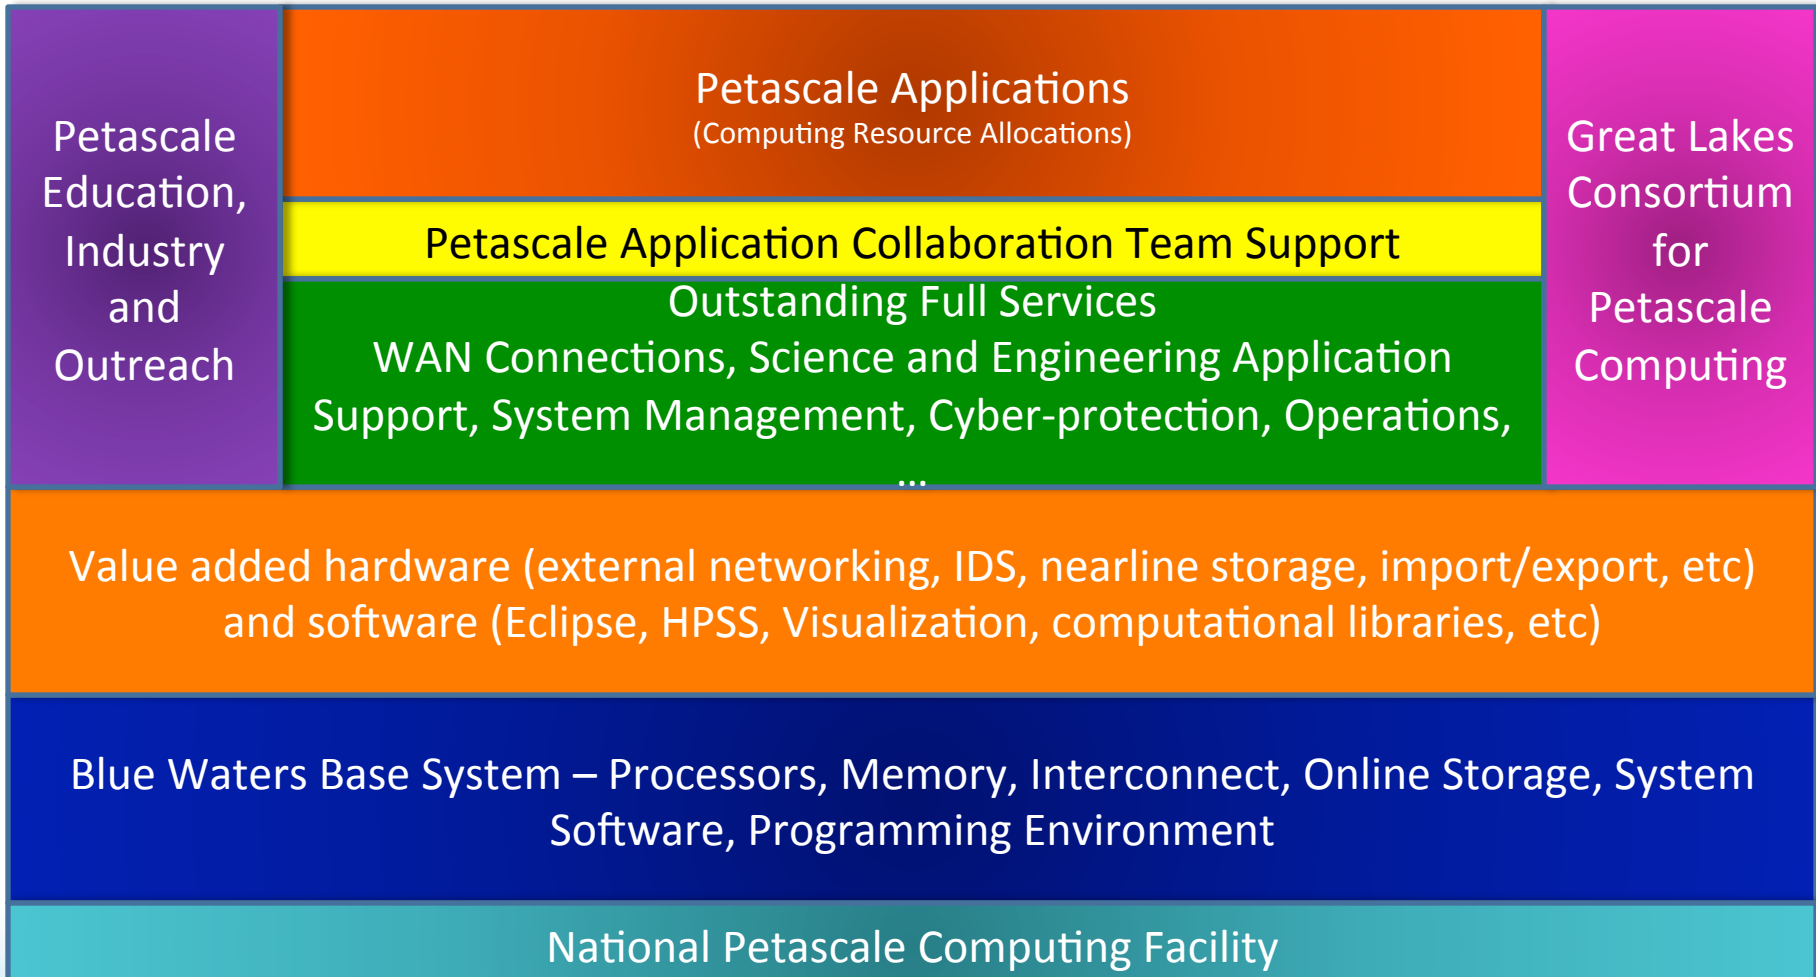 Petascale
Education,
Industry
and
Outreach
Petascale Applications
(Computing Resource Allocations)
Petascale Application Collaboration Team Support
Outstanding Full Services
WAN Connections, Science and Engineering Application
Support, System Management, Cyber-protection, Operations,
...
Great Lakes
Consortium
for
Petascale
Computing
Value added hardware (external networking, IDS, nearline storage, import/export, etc)
and software (Eclipse, HPSS, Visualization, computational libraries, etc)
Blue Waters Base System – Processors, Memory, Interconnect, Online Storage, System
Software, Programming Environment
National Petascale Computing Facility